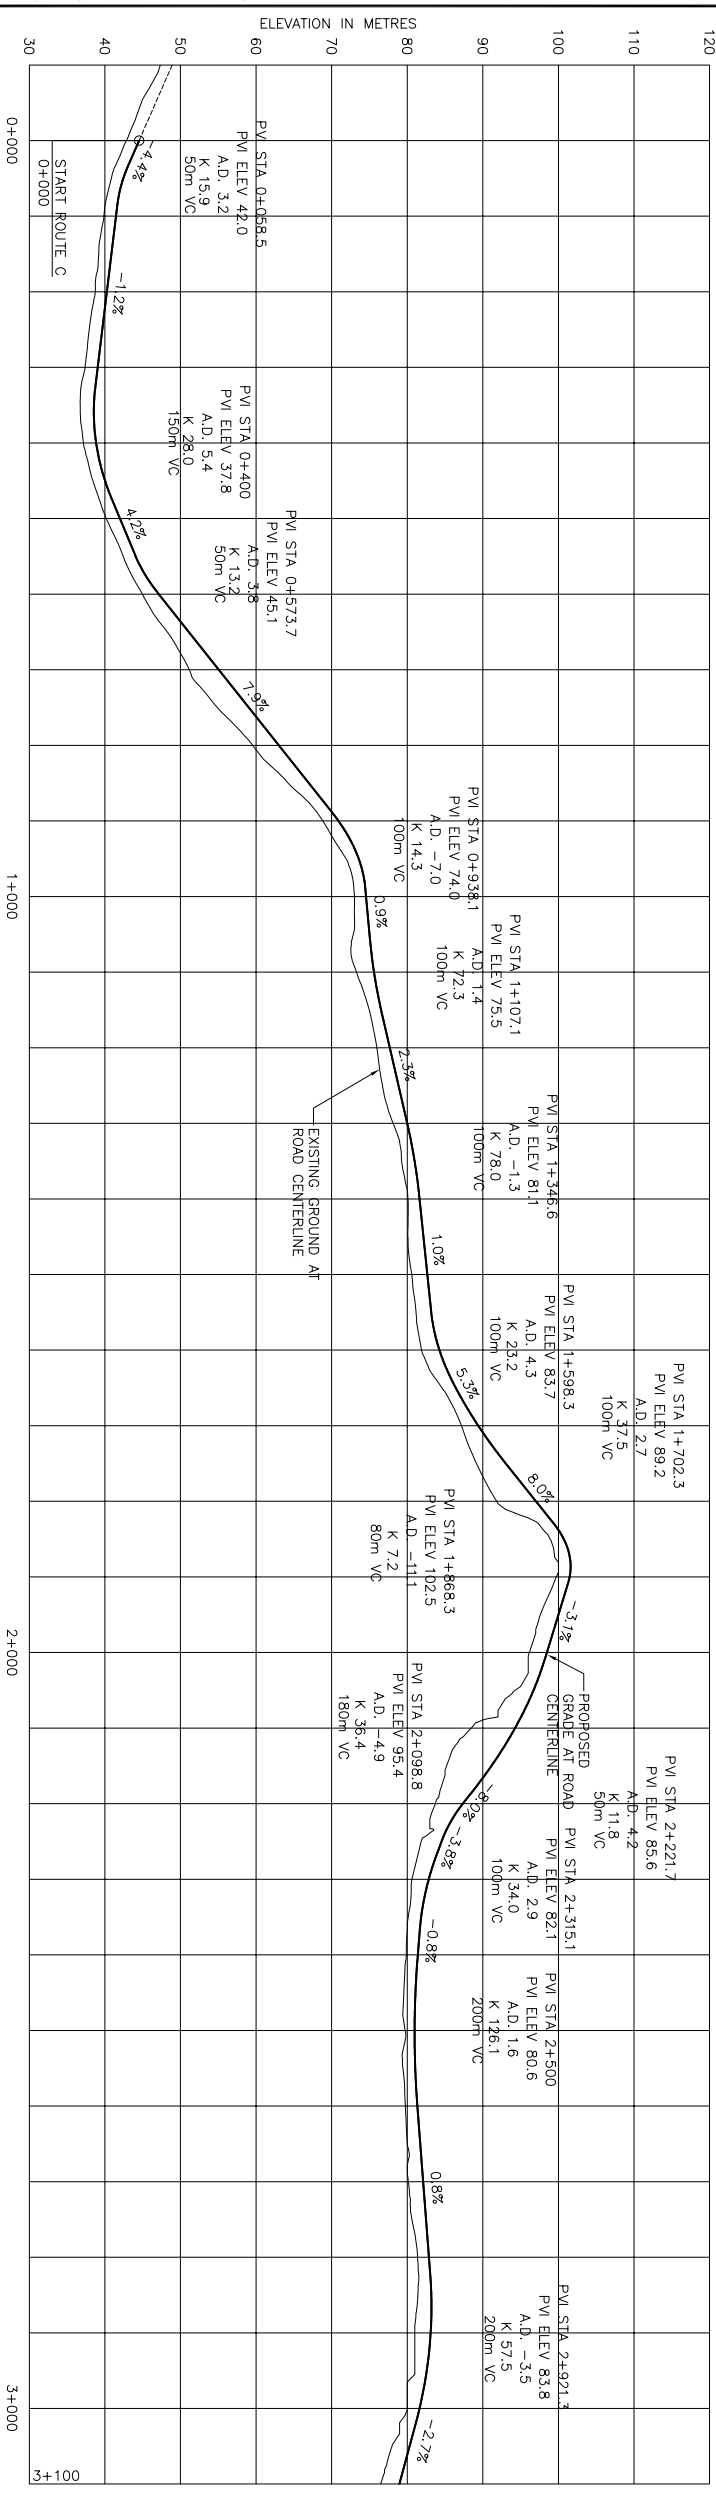 ELEVATION IN METRES
120
110
100
90
80
70
60
50
40
30
PVI STA 0+058.5
PVI ELEV 42.0
A.D. 3.2
K 15.9
50m VC
PVI STA 0+400
PVI ELEV 37.8
A.D. 5.4
K 28.0
150m VC
PVI STA 0+573.7
PVI ELEV 45.1
A.D. 3.8
K 13.2
50m VC
PVI STA 0+938.1
PVI ELEV 74.0
A.D. -7.0
K 14.3
100m VC
PVI STA 1+107.1
PVI ELEV 75.5
A.D. 1.4
K 72.3
100m VC
PVI STA 1+346.6
PVI ELEV 81.1
A.D. -1.3
K 78.0
100m VC
PVI STA 1+598.3
PVI ELEV 83.7
A.D. 4.3
K 23.2
100m VC
PVI STA 1+702.3
PVI ELEV 89.2
A.D. 2.7
K 37.5
100m VC
PVI STA 1+868.3
PVI ELEV 102.5
A.D. -11.1
K 7.2
80m VC
PVI STA 2+098.8
PVI ELEV 95.4
A.D. -4.9
K 36.4
180m VC
PVI STA 2+221.7
PVI ELEV 85.6
A.D. 4.2
K 11.8
50m VC
PVI STA 2+315.1
PVI ELEV 82.1
A.D. 2.9
K 34.0
100m VC
PVI STA 2+500
PVI ELEV 80.6
A.D. 1.6
K 126.1
200m VC
PVI STA 2+921.3
PVI ELEV 83.8
A.D. -3.5
K 57.5
200m VC
-4.4%
-1.2%
4.2%
7.9%
0.9%
2.3%
1.0%
5.3%
8.0%
-3.1%
-8.0%
-3.8%
-0.8%
0.8%
-2.7%
PROPOSED
GRADE AT ROAD
CENTERLINE
EXISTING GROUND AT
ROAD CENTERLINE
START ROUTE C
0+000
0+000
1+000
2+000
3+000
3+100